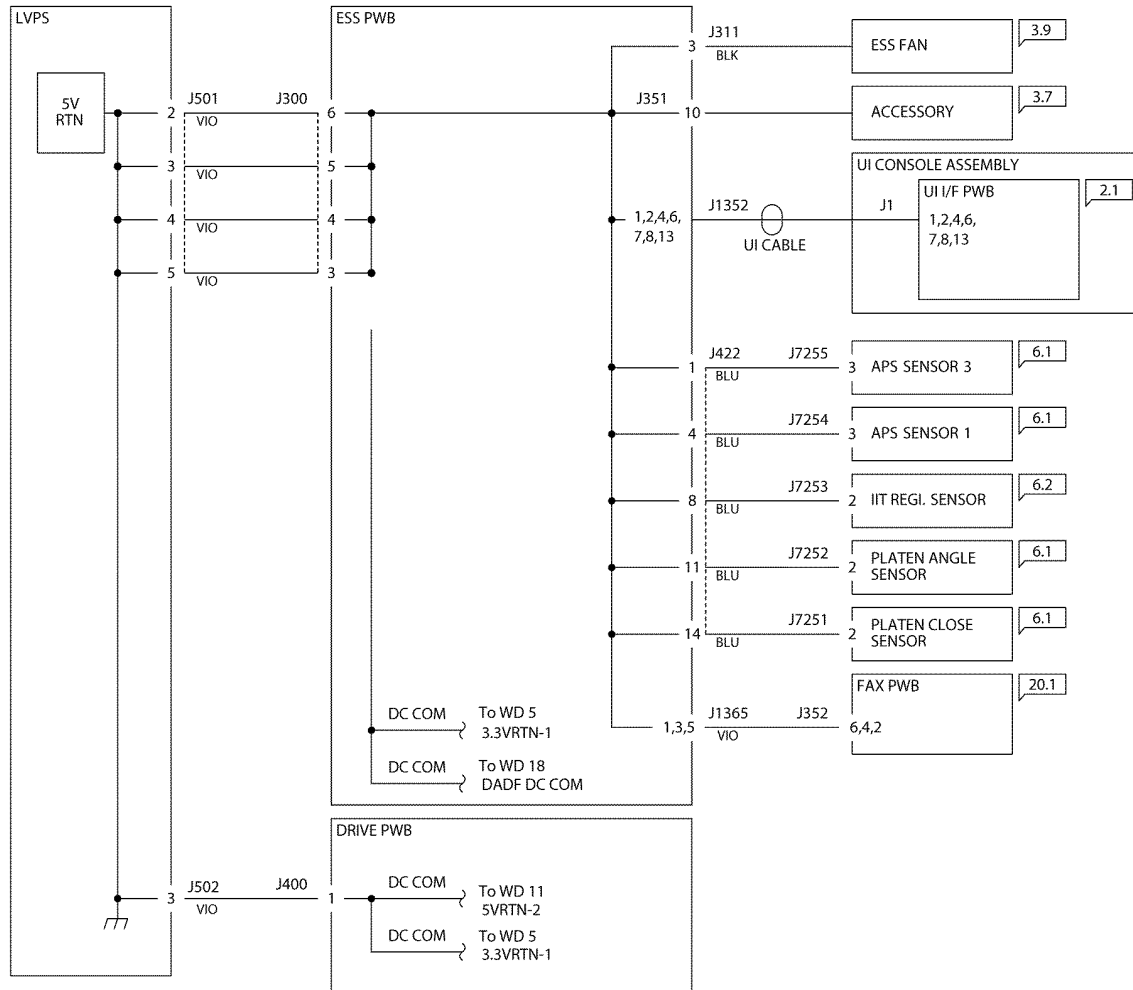 LVPS
ESS PWB
5V
RTN
2
J501
VIO
J300
6
3
VIO
5
4
VIO
4
5
VIO
3
3
J311
BLK
ESS FAN
3.9
J351
10
ACCESSORY
3.7
UI CONSOLE ASSEMBLY
UI I/F PWB
2.1
1,2,4,6,
7,8,13
J1352
UI CABLE
J1
1,2,4,6,
7,8,13
1
J422
BLU
J7255
3
APS SENSOR 3
6.1
4
BLU
J7254
3
APS SENSOR 1
6.1
8
BLU
J7253
2
IIT REGI. SENSOR
6.2
11
BLU
J7252
2
PLATEN ANGLE
SENSOR
6.1
14
BLU
J7251
2
PLATEN CLOSE
SENSOR
6.1
FAX PWB
20.1
1,3,5
J1365
VIO
J352
6,4,2
DC COM
To WD 5
3.3VRTN-1
DC COM
To WD 18
DADF DC COM
DRIVE PWB
3
J502
VIO
J400
1
DC COM
To WD 11
5VRTN-2
DC COM
To WD 5
3.3VRTN-1